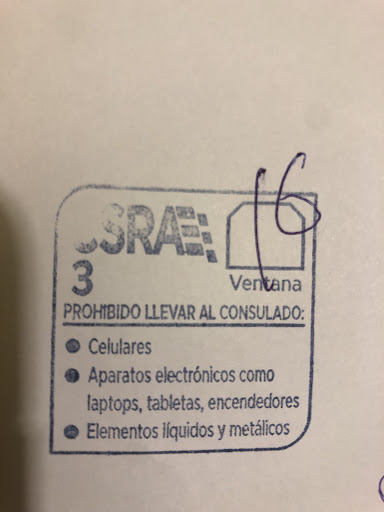 16
3
Ventana
PROHIBIDO LLEVAR AL CONSULADO:
Celulares
Aparatos electrónicos como
laptops, tabletas, encendedores
Elementos líquidos y metálicos